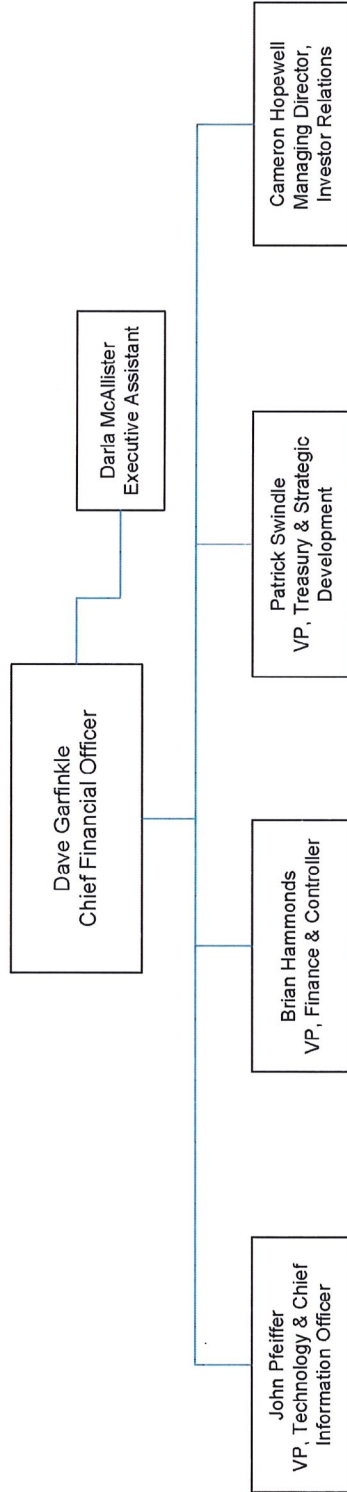 Dave Garfinkle
Chief Financial Officer
Darla McAllister
Executive Assistant
John Pfeiffer
VP, Technology & Chief
Information Officer
Brian Hammonds
VP, Finance & Controller
Patrick Swindle
VP, Treasury & Strategic
Development
Cameron Hopewell
Managing Director,
Investor Relations